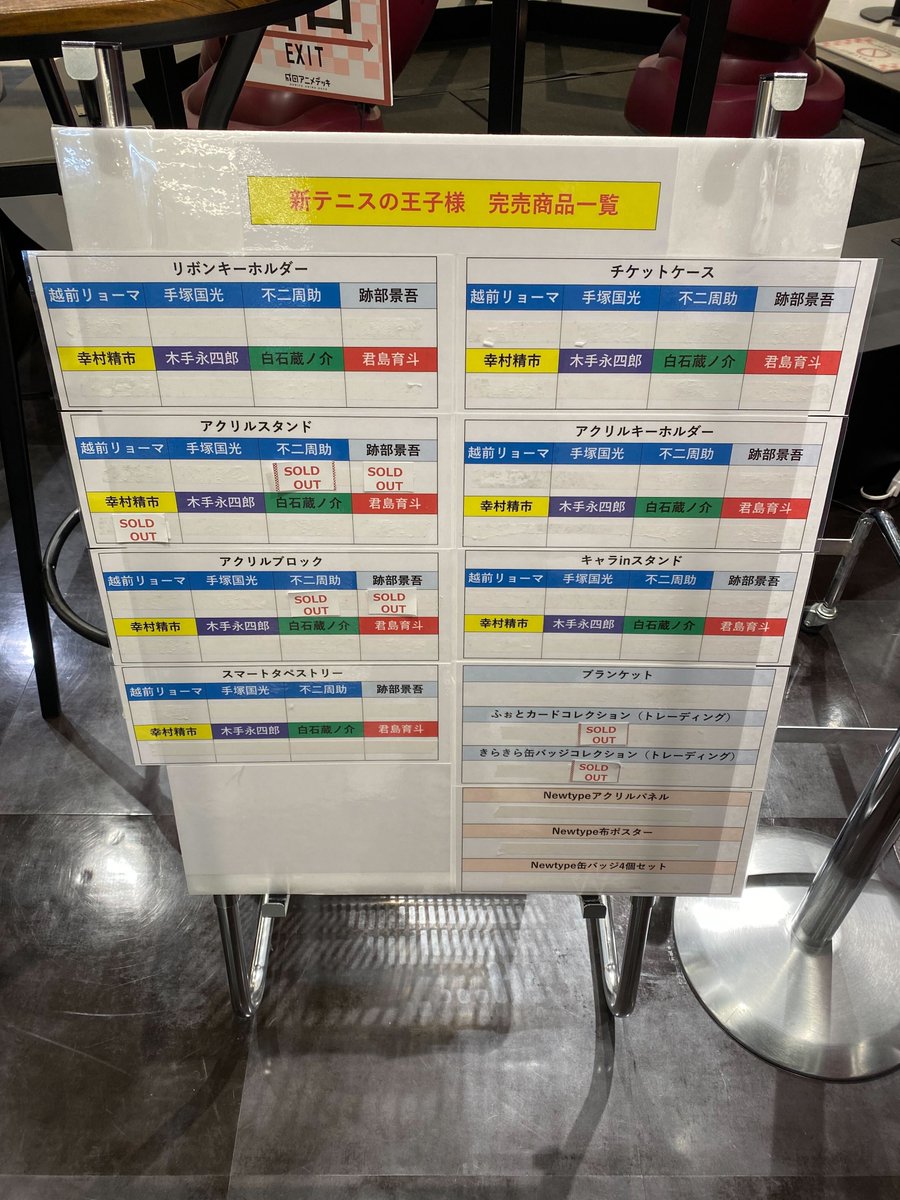 EXIT
アニメデッキ
新テニスの王子様 完売商品一覧
リボンキーホルダー
越前リョーマ 手塚国光 不二周助 跡部景吾
幸村精市 木手永四郎 白石蔵ノ介 君島育斗
アクリルスタンド
越前リョーマ 手塚国光 不二周助 跡部景吾
SOLD SOLD
OUT OUT
幸村精市 木手永四郎 白石蔵ノ介 君島育斗
SOLD
OUT
アクリルブロック
越前リョーマ 手塚国光 不二周助 跡部景吾
SOLD SOLD
OUT OUT
幸村精市 木手永四郎 白石蔵ノ介 君島育斗
スマートタペストリー
越前リョーマ 手塚国光 不二周助 跡部景吾
幸村精市 木手永四郎 白石蔵ノ介 君島育斗
チケットケース
越前リョーマ 手塚国光 不二周助 跡部景吾
幸村精市 木手永四郎 白石蔵ノ介 君島育斗
アクリルキーホルダー
越前リョーマ 手塚国光 不二周助 跡部景吾
幸村精市 木手永四郎 白石蔵ノ介 君島育斗
キャラinスタンド
越前リョーマ 手塚国光 不二周助 跡部景吾
幸村精市 木手永四郎 白石蔵ノ介 君島育斗
ブランケット
ふぉとカードコレクション（トレーディング）
SOLD
OUT
きらきら缶バッジコレクション（トレーディング）
SOLD
OUT
Newtypeアクリルパネル
Newtype布ポスター
Newtype缶バッジ4個セット